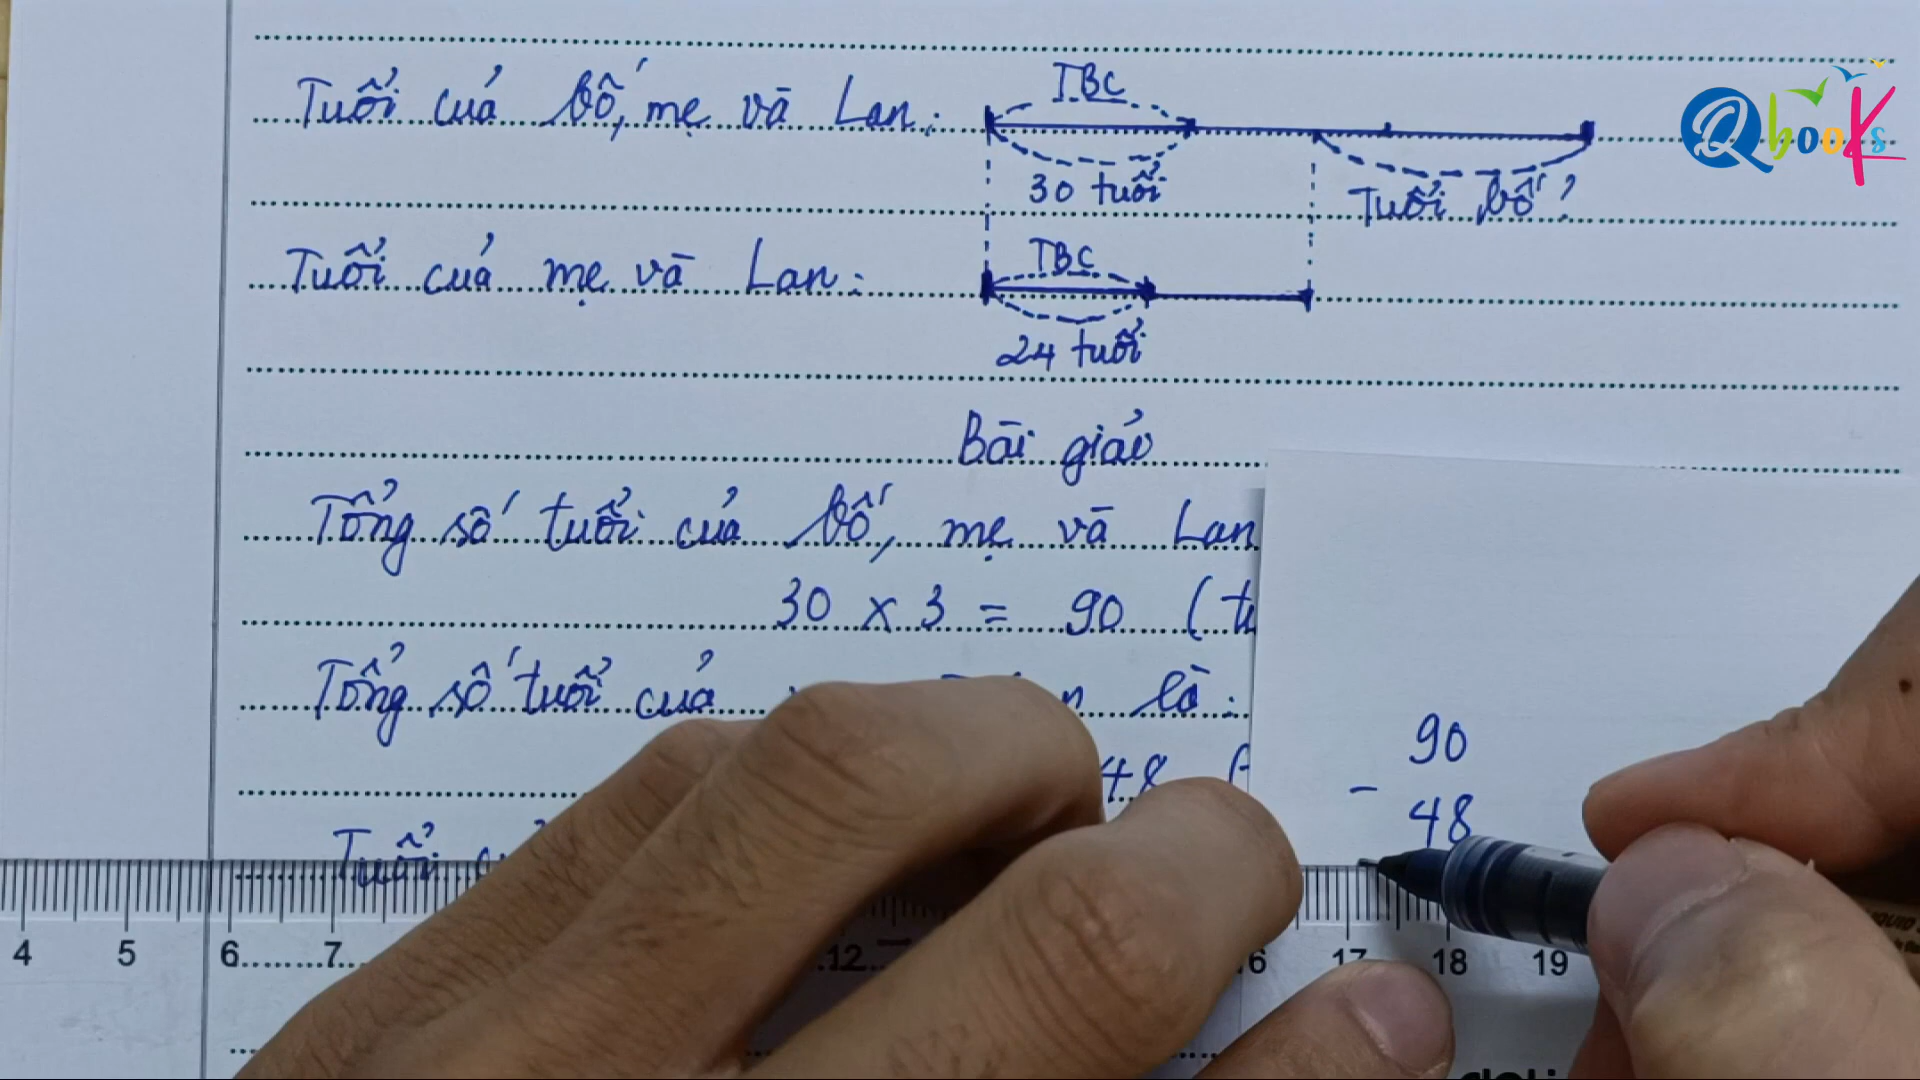 Qbooks
TBC
Tuổi của bố, mẹ và Lan:
30 tuổi
Tuổi bố?
TBC
Tuổi của mẹ và Lan:
24 tuổi
Bài giải
Tổng số tuổi của bố, mẹ và Lan
30 x 3 = 90 (t
Tổng số tuổi của là:
48 (
90
- 48
Tuổi
4 5 6 7 12 16 17 18 19